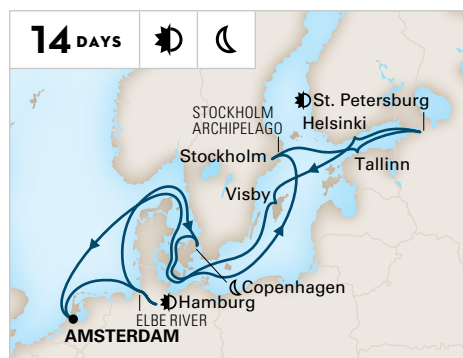 14 DAYS
St. Petersburg
STOCKHOLM
ARCHIPELAGO
Helsinki
Stockholm
Tallinn
Visby
Copenhagen
Hamburg
ELBE RIVER
AMSTERDAM